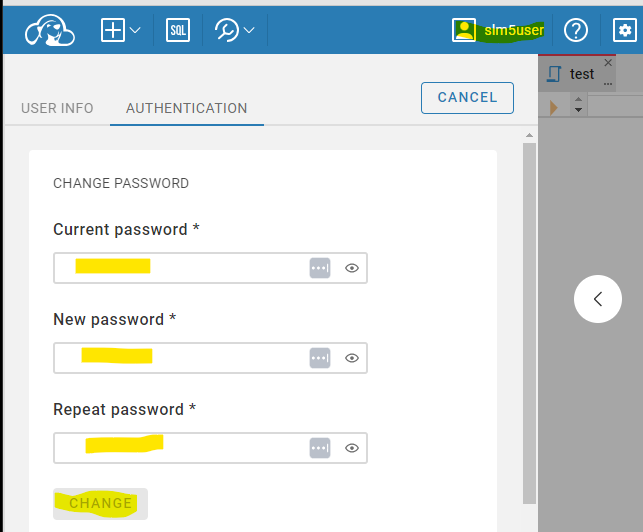 SQL
slm5user
test
USER INFO
AUTHENTICATION
CANCEL
CHANGE PASSWORD
Current password *
New password *
Repeat password *
CHANGE